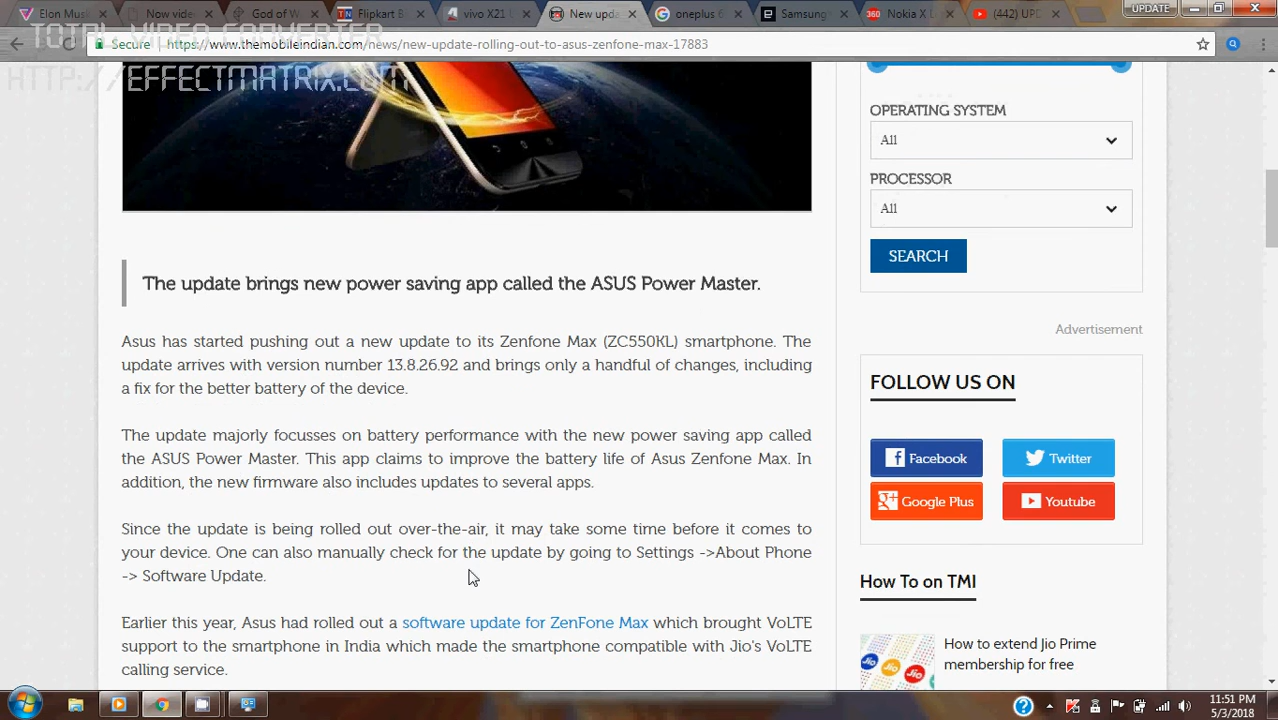 Elon Musk
Now video
God of W
Flipkart B
vivo X21 U
New upda
oneplus 6
Samsung
Nokia X L
(442) UPC
UPDATE
TOTAL VIDEO CONVERTER
Secure
https://www.themobileindian.com/news/new-update-rolling-out-to-asus-zenfone-max-17883
HTTP://EFFECTMATRIX.COM
OPERATING SYSTEM
All
PROCESSOR
All
SEARCH
The update brings new power saving app called the ASUS Power Master.
Advertisement
Asus has started pushing out a new update to its Zenfone Max (ZC550KL) smartphone. The
update arrives with version number 13.8.26.92 and brings only a handful of changes, including
a fix for the better battery of the device.
FOLLOW US ON
The update majorly focusses on battery performance with the new power saving app called
the ASUS Power Master. This app claims to improve the battery life of Asus Zenfone Max. In
addition, the new firmware also includes updates to several apps.
Facebook
Twitter
Google Plus
Youtube
Since the update is being rolled out over-the-air, it may take some time before it comes to
your device. One can also manually check for the update by going to Settings ->About Phone
-> Software Update.
How To on TMI
Earlier this year, Asus had rolled out a software update for ZenFone Max which brought VoLTE
support to the smartphone in India which made the smartphone compatible with Jio's VoLTE
calling service.
Jio
Jio
Jio
How to extend Jio Prime
membership for free
11:51 PM
5/3/2018